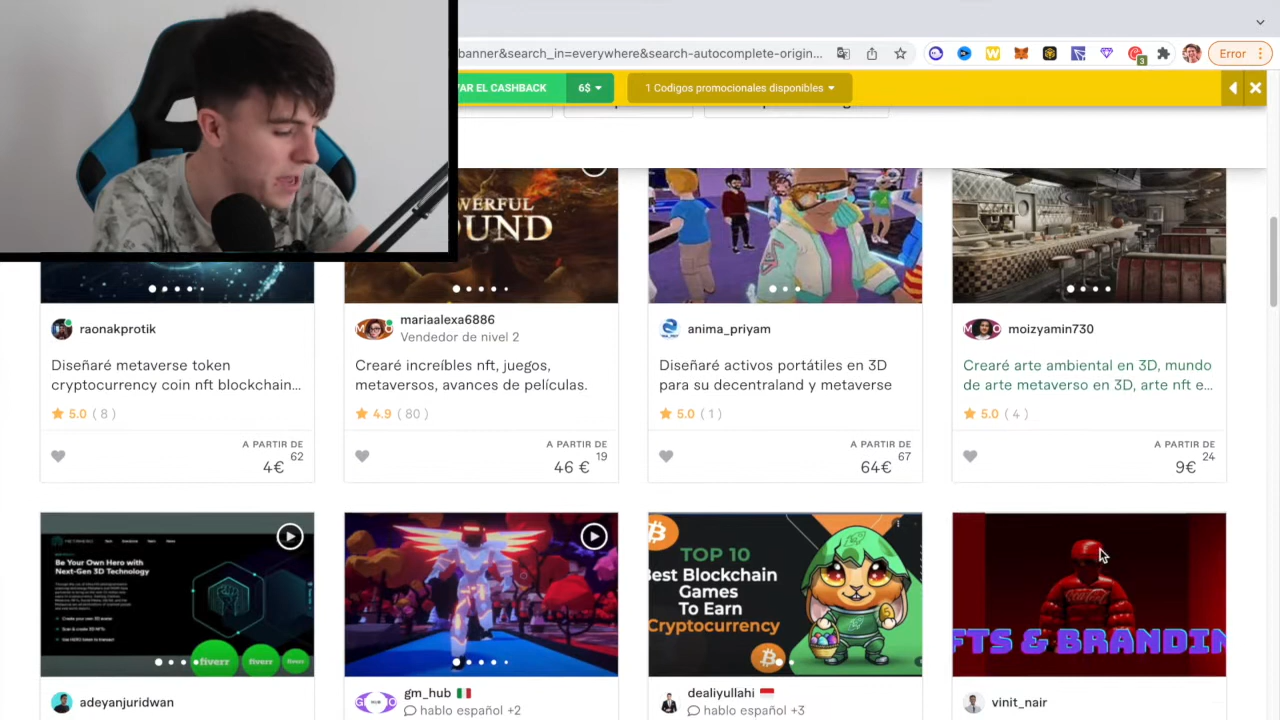 banner&search_in=everywhere&search-autocomplete-origin...
Error
3
VAR EL CASHBACK
6$
1 Codigos promocionales disponibles
WERFUL
OUND
raonakprotik
Diseñaré metaverse token
cryptocurrency coin nft blockchain...
5.0 ( 8 )
A PARTIR DE
4€ 62
mariaalexa6886
Vendedor de nivel 2
Crearé increíbles nft, juegos,
metaversos, avances de películas.
4.9 ( 80 )
A PARTIR DE
46 € 19
anima_priyam
Diseñaré activos portátiles en 3D
para su decentraland y metaverse
5.0 ( 1 )
A PARTIR DE
64€ 67
moizyamin730
Crearé arte ambiental en 3D, mundo
de arte metaverso en 3D, arte nft e...
5.0 ( 4 )
A PARTIR DE
9€ 24
Be Your Own Hero with
Next-Gen 3D Technology
fiverr
fiverr
fiverr
adeyanjuridwan
HUB
gm_hub
hablo español +2
TOP 10
Best Blockchain
Games
To Earn
Cryptocurrency
dealiyullahi
hablo español +3
Coca-Cola
FTS & BRANDIN
vinit_nair